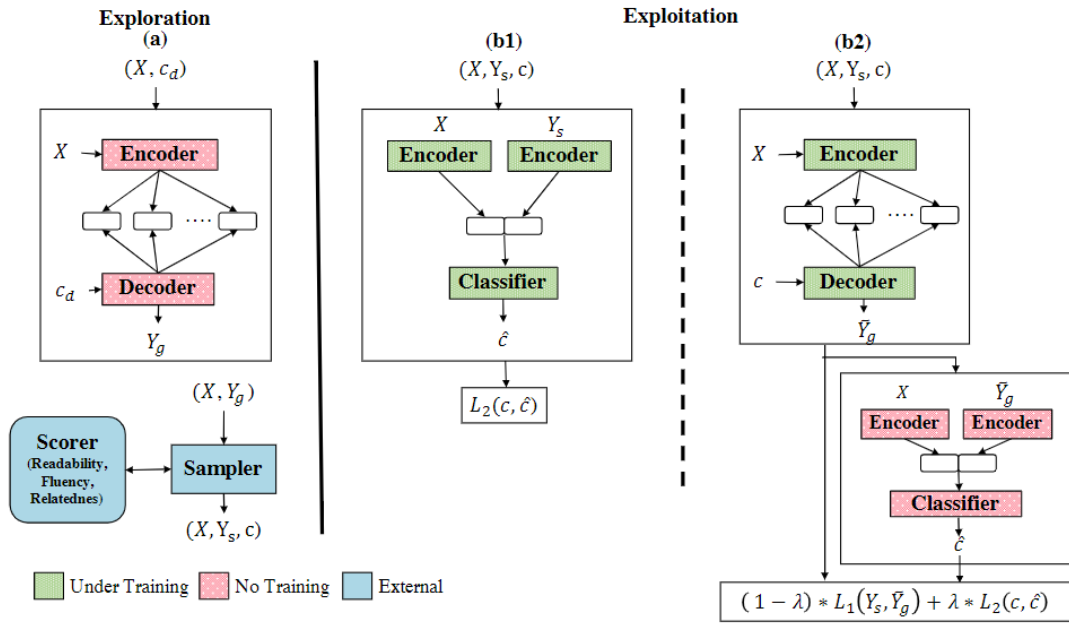 Exploration
(a)
(X, c_d)
X
Encoder
....
c_d
Decoder
Y_g
(X, Y_g)
Scorer
(Readability,
Fluency,
Relatednes)
Sampler
(X, Y_s, c)
Exploitation
(b1)
(X, Y_s, c)
X Y_s
Encoder Encoder
Classifier
ĉ
L_2(c, ĉ)
(b2)
(X, Y_s, c)
X
Encoder
....
c
Decoder
Ȳ_g
X Ȳ_g
Encoder Encoder
Classifier
ĉ
(1 − λ) * L_1(Y_s, Ȳ_g) + λ * L_2(c, ĉ)
Under Training No Training External